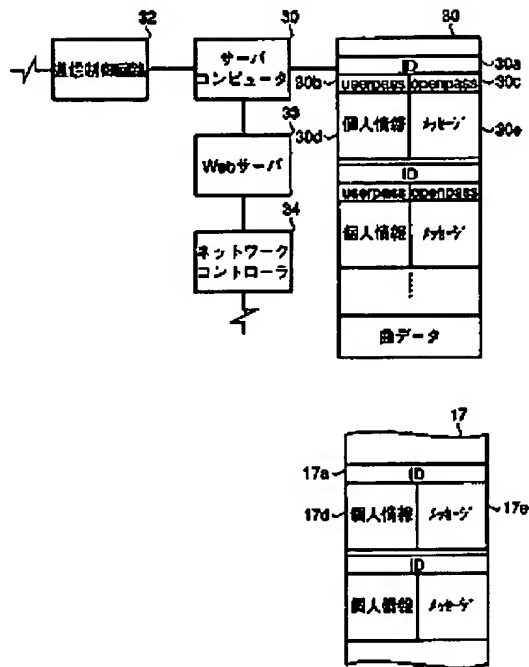 32
30
80
通信制御回路
サーバ
コンピュータ
ID
30a
80b
userpass
openpass
30c
33
30d
個人情報
メッセージ
30e
Webサーバ
ID
userpass
openpass
34
個人情報
メッセージ
ネットワーク
コントローラ
曲データ
17
17a
ID
17d
個人情報
メッセージ
17e
ID
個人情報
メッセージ